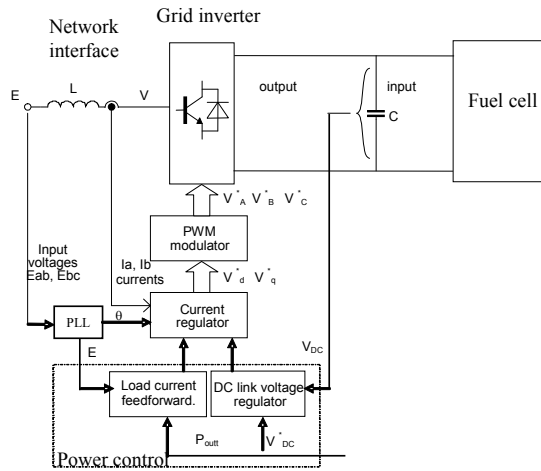 Grid inverter
Network
interface
Fuel cell
E
L
V
output
input
C
V*A V*B V*C
PWM
modulator
Input
voltages
Eab, Ebc
Ia, Ib
currents
V*d V*q
PLL
θ
Current
regulator
E
VDC
Load current
feedforward.
DC link voltage
regulator
Poutt
V*DC
Power control